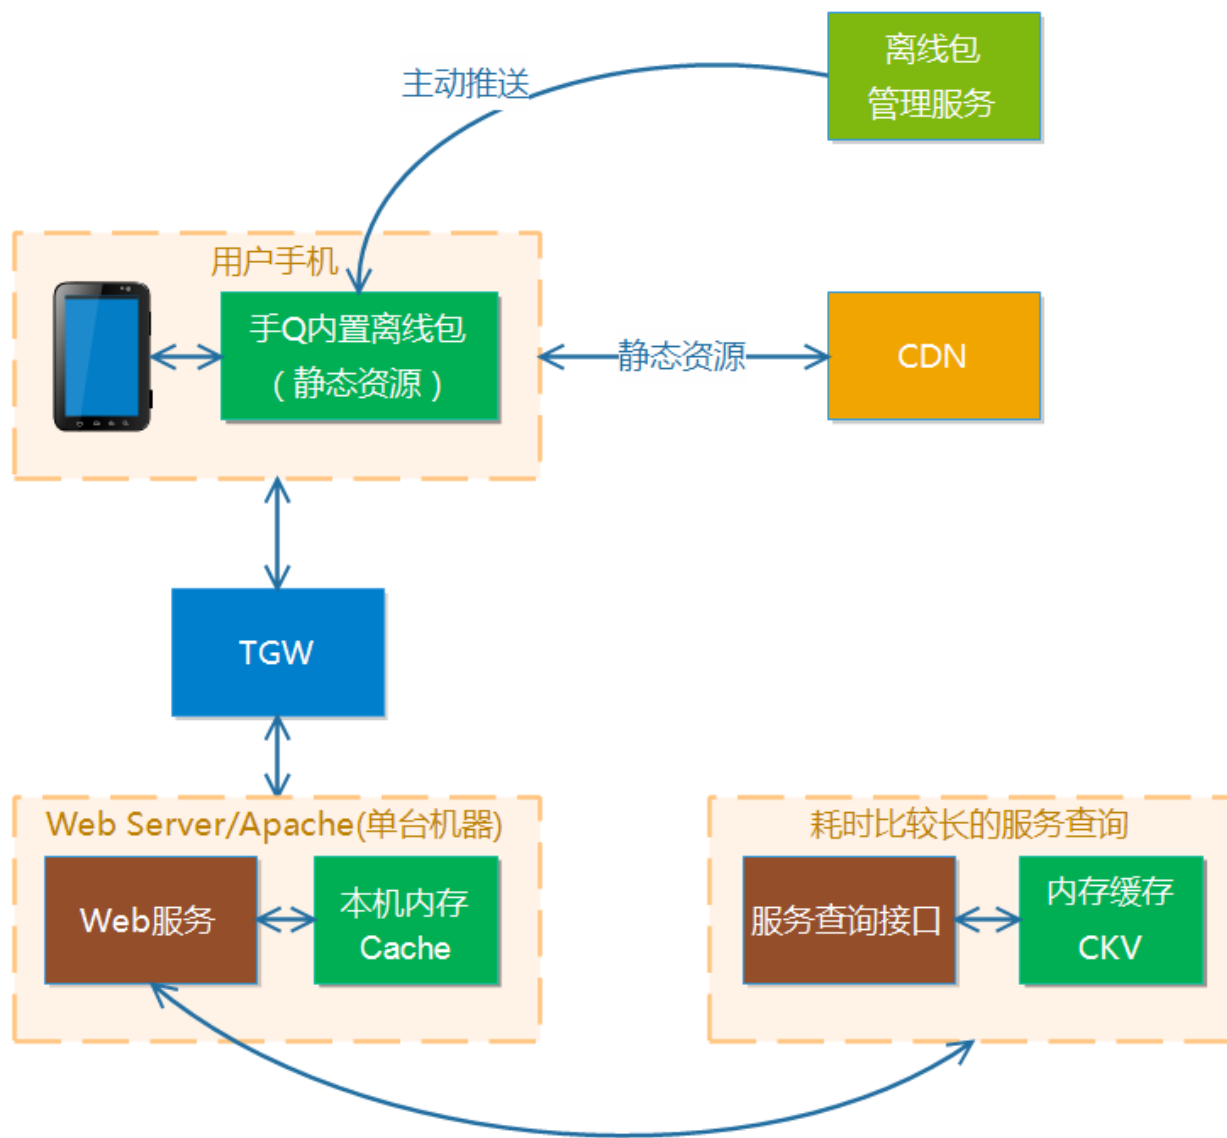 离线包
管理服务
主动推送
用户手机
手Q内置离线包
（静态资源）
静态资源
CDN
TGW
Web Server/Apache(单台机器)
Web服务
本机内存
Cache
耗时比较长的服务查询
服务查询接口
内存缓存
CKV